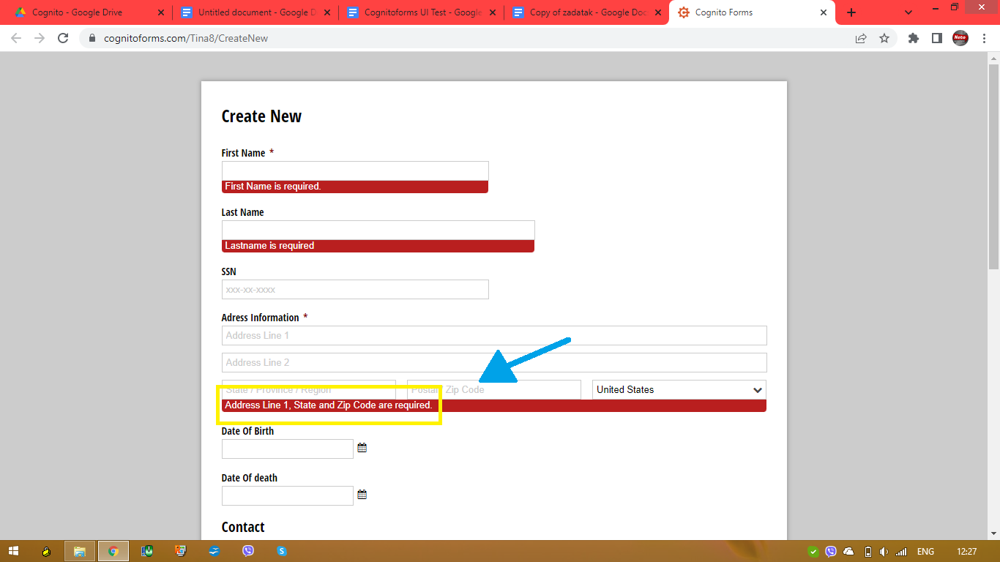 Cognito - Google Drive
Untitled document - Google D
Cognitoforms UI Test - Google
Copy of zadatak - Google Doc
Cognito Forms
cognitoforms.com/Tina8/CreateNew
Create New
First Name *
First Name is required.
Last Name
Lastname is required
SSN
xxx-xx-xxxx
Adress Information *
Address Line 1
Address Line 2
State / Province / Region
Postal Zip Code
United States
Address Line 1, State and Zip Code are required.
Date Of Birth
Date Of death
Contact
ENG
12:27